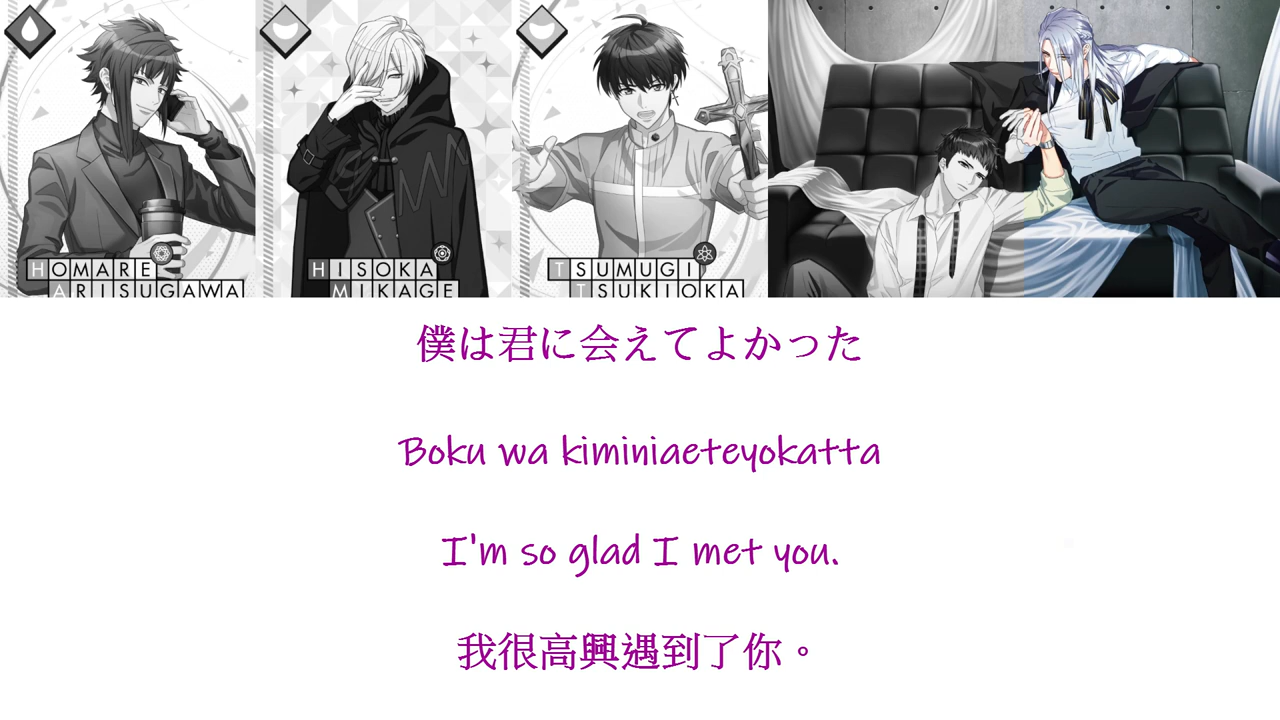 HOMARE
ARISUGAWA
HISOKA
MIKAGE
TSUMUGI
TSUKIOKA
僕は君に会えてよかった
Boku wa kiminiaeteyokatta
I'm so glad I met you.
我很高興遇到了你。